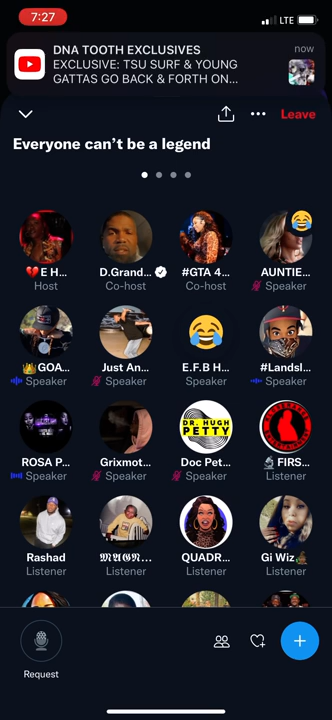 7:27
LTE
DNA TOOTH EXCLUSIVES
now
EXCLUSIVE: TSU SURF & YOUNG
GATTAS GO BACK & FORTH ON...
Leave
Everyone can't be a legend
💔E H... D.Grand... #GTA 4... AUNTIE...
Host Co-host Co-host Speaker
👑GOA... Just An... E.F.B H... #Landsl...
Speaker Speaker Speaker Speaker
DR. HUGH
PETTY
ROSA P... Grixmot... Doc Pet... 🔬FIRS...
Speaker Speaker Speaker Listener
Rashad 𝕸𝕬𝕲𝕹... QUADR... Gi Wiz
Listener Listener Listener Listener
Request